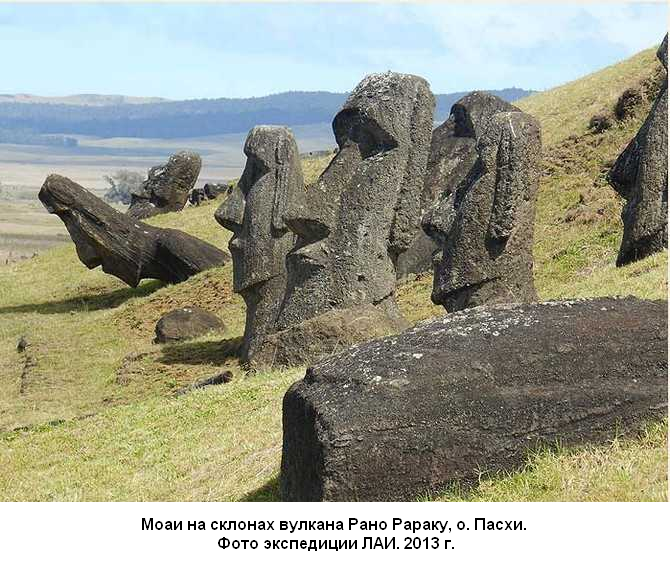 Моаи на склонах вулкана Рано Рараку, о. Пасхи.
Фото экспедиции ЛАИ. 2013 г.